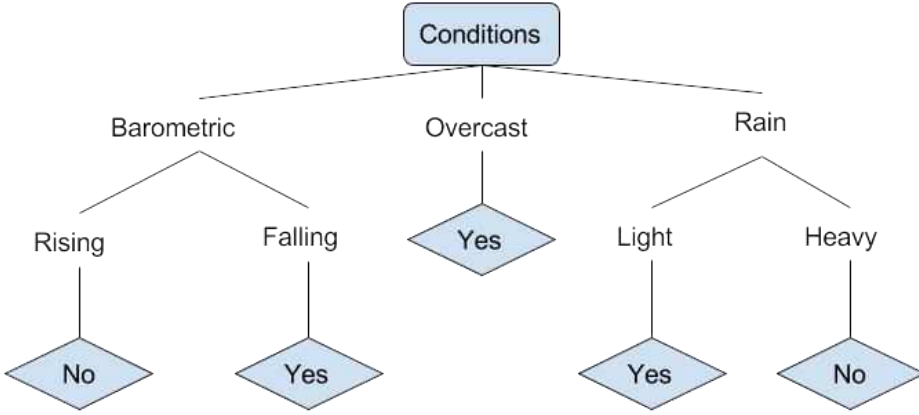 Conditions
Barometric
Overcast
Rain
Rising
Falling
Yes
Light
Heavy
No
Yes
Yes
No